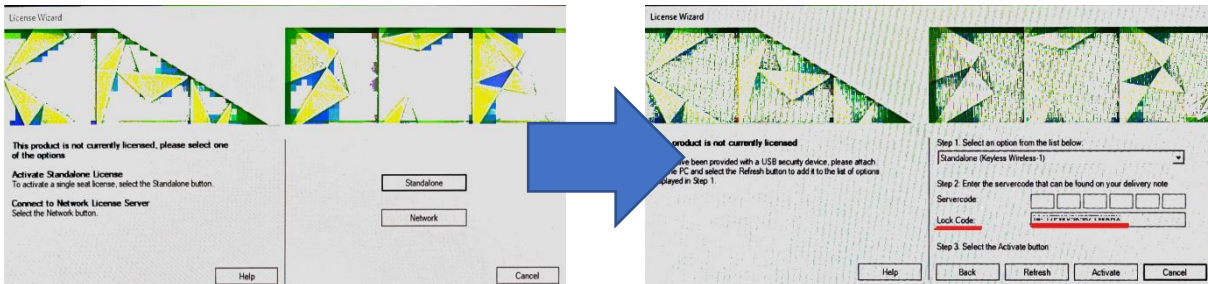 License Wizard
This product is not currently licensed, please select one
of the options
Activate Standalone License
To activate a single seat license, select the Standalone button.
Connect to Network License Server
Select the Network button.
Standalone
Network
Help
Cancel
License Wizard
product is not currently licensed
ve been provided with a USB security device, please attach
PC and select the Refresh button to add it to the list of options
played in Step 1.
Step 1. Select an option from the list below:
Standalone (Keyless Wireless-1)
Step 2. Enter the servercode that can be found on your delivery note
Servercode:
Lock Code:
Step 3. Select the Activate button
Help
Back
Refresh
Activate
Cancel